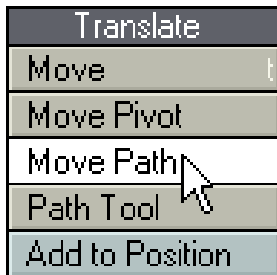 Translate
Move t
Move Pivot
Move Path
Path Tool
Add to Position